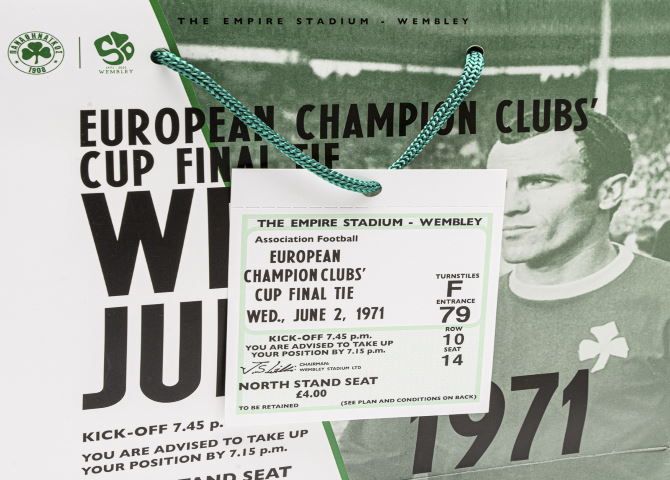 THE EMPIRE STADIUM - WEMBLEY
ΠΑΝΑΘΗΝΑΪΚΟΣ
1908
50
1971 - 2021
WEMBLEY
EUROPEAN CHAMPION CLUBS'
CUP FINAL TIE
WE
JU
KICK-OFF 7.45 p.
YOU ARE ADVISED TO TAKE UP
YOUR POSITION BY 7.15 p.m.
STAND SEAT
1971
THE EMPIRE STADIUM - WEMBLEY
Association Football
EUROPEAN
CHAMPION CLUBS'
CUP FINAL TIE
WED., JUNE 2, 1971
TURNSTILES
F
ENTRANCE
79
ROW
10
SEAT
14
KICK-OFF 7.45 p.m.
YOU ARE ADVISED TO TAKE UP
YOUR POSITION BY 7.15 p.m.
CHAIRMAN:
WEMBLEY STADIUM LTD
NORTH STAND SEAT
£4.00
TO BE RETAINED
(SEE PLAN AND CONDITIONS ON BACK)